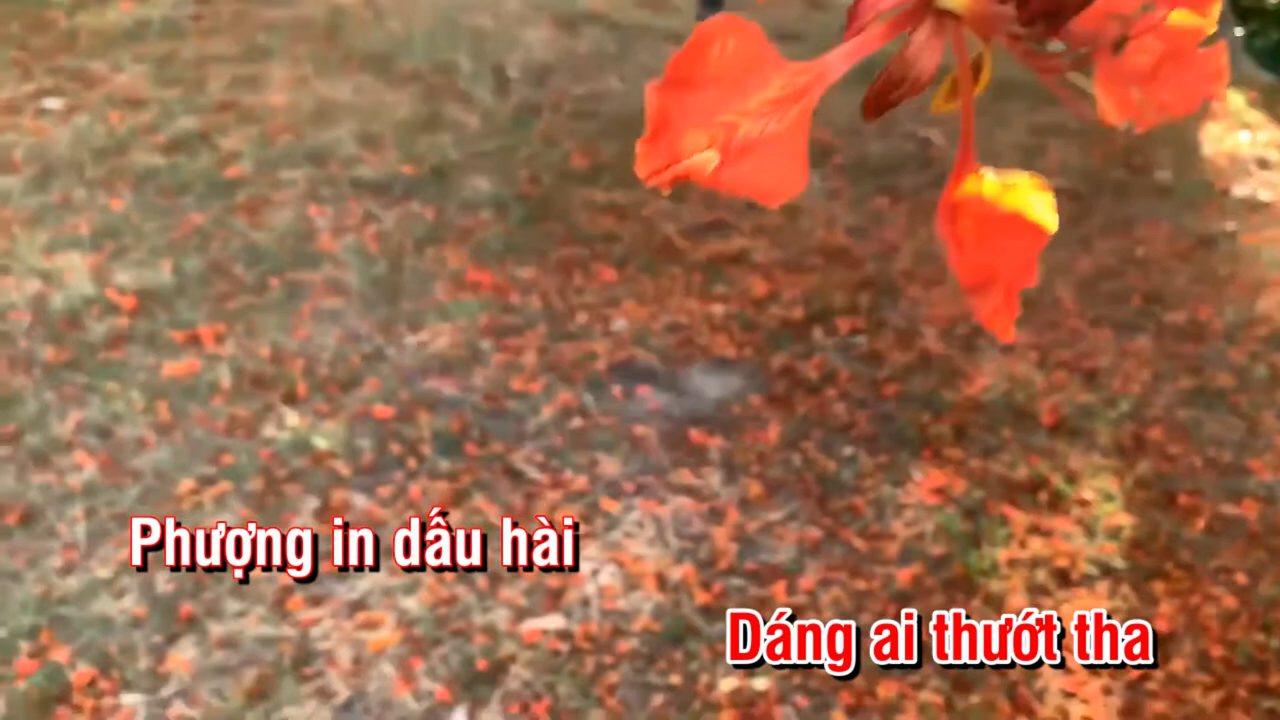 Phượng in dấu hài
Dáng ai thướt tha